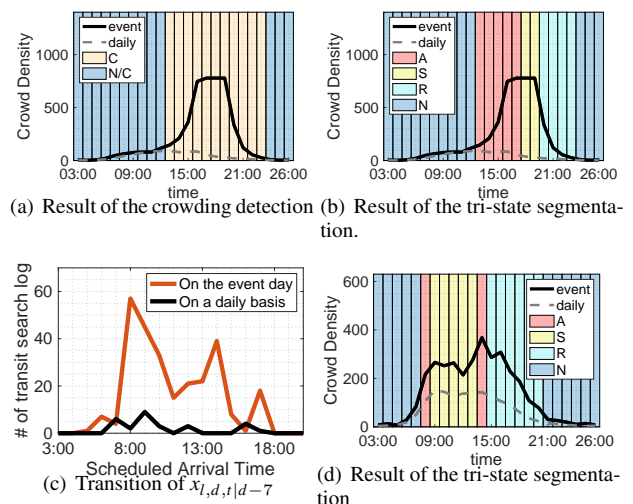 Crowd Density
1000
500
0
event
daily
C
N/C
03:00 09:00 15:00 21:00 26:00
time
(a) Result of the crowding detection
Crowd Density
1000
500
0
event
daily
A
S
R
N
03:00 09:00 15:00 21:00 26:00
time
(b) Result of the tri-state segmenta-
tion.
# of transit search log
60
40
20
0
On the event day
On a daily basis
3:00 8:00 13:00 18:00
Scheduled Arrival Time
(c) Transition of x_{l,d,t|d−7}
Crowd Density
600
400
200
0
event
daily
A
S
R
N
03:00 09:00 15:00 21:00 26:00
time
(d) Result of the tri-state segmenta-
tion